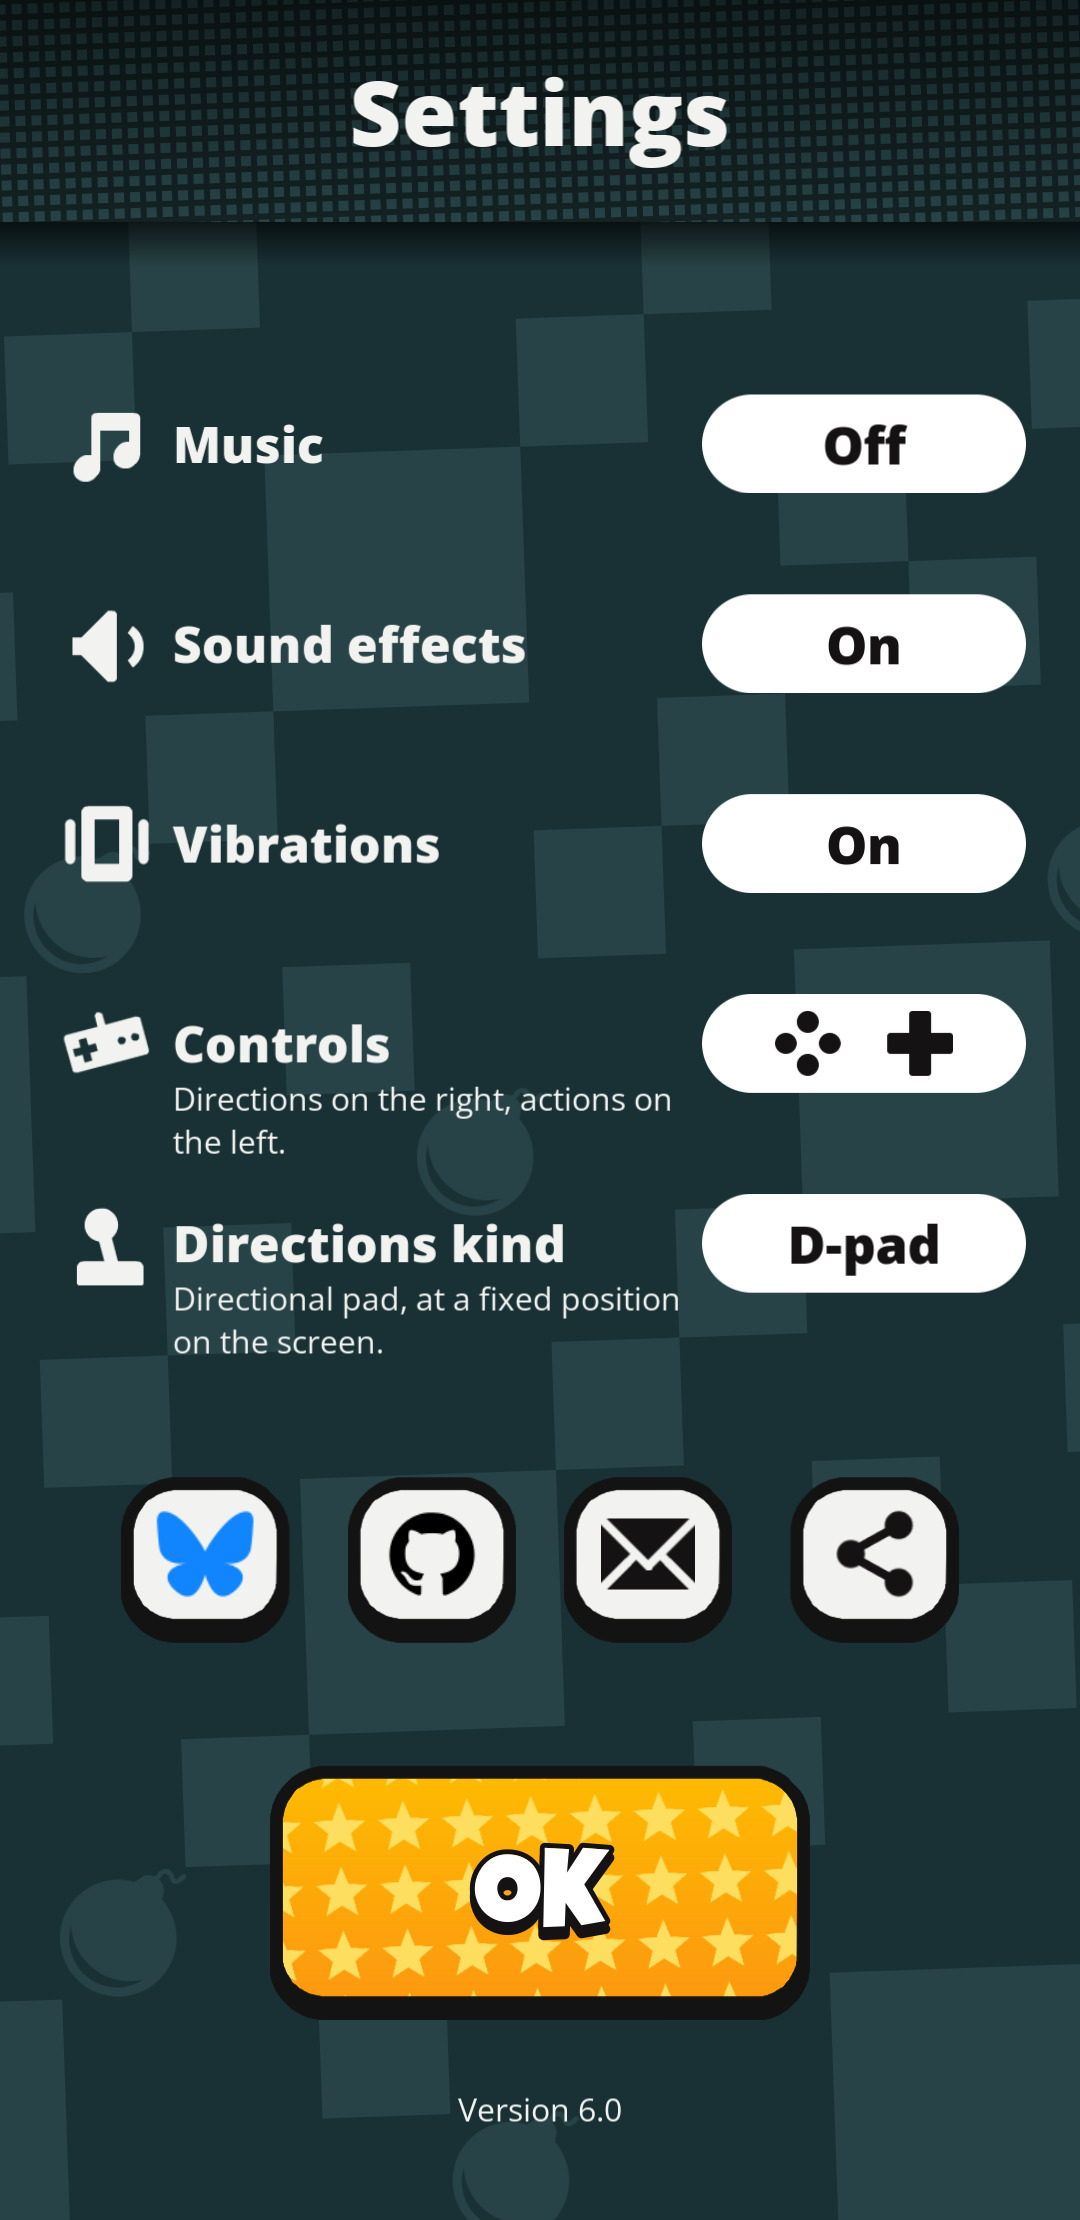 Settings
Music
Off
Sound effects
On
Vibrations
On
Controls
Directions on the right, actions on
the left.
Directions kind
D-pad
Directional pad, at a fixed position
on the screen.
OK
Version 6.0